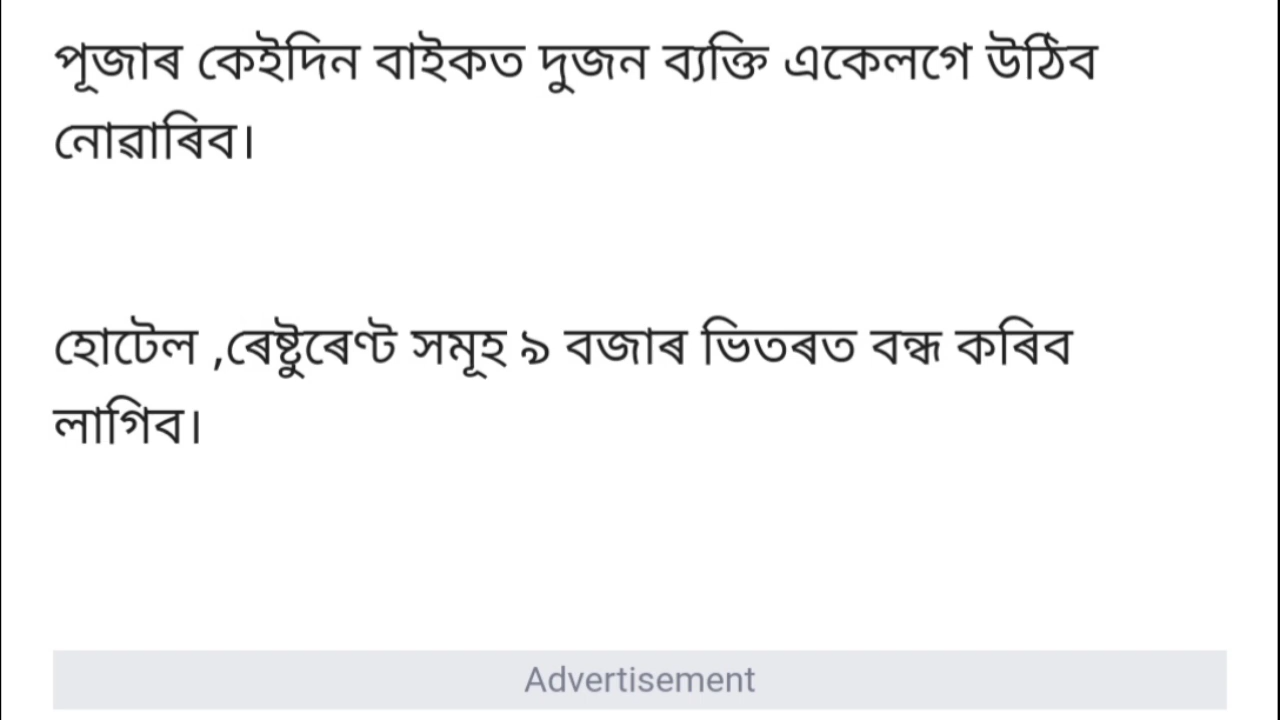 পূজাৰ কেইদিন বাইকত দুজন ব্যক্তি একেলগে উঠিব
নোৱাৰিব।
হোটেল ,ৰেষ্টুৰেণ্ট সমূহ ৯ বজাৰ ভিতৰত বন্ধ কৰিব
লাগিব।
Advertisement